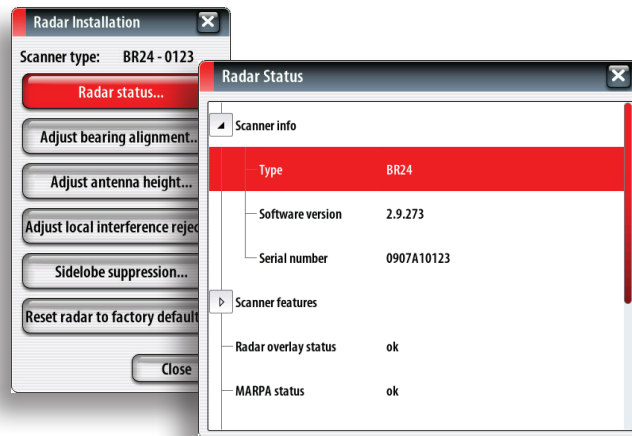 Radar Installation
Scanner type: BR24 - 0123
Radar status...
Adjust bearing alignment..
Adjust antenna height...
Adjust local interference rejec
Sidelobe suppression...
Reset radar to factory default
Close
Radar Status
Scanner info
Type BR24
Software version 2.9.273
Serial number 0907A10123
Scanner features
Radar overlay status ok
MARPA status ok